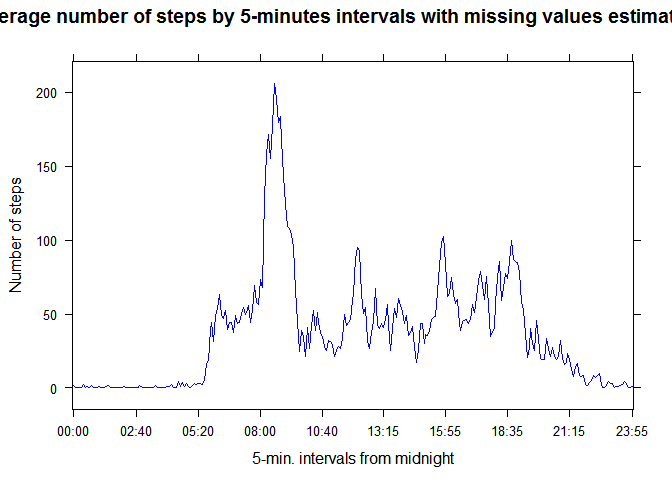 erage number of steps by 5-minutes intervals with missing values estimat
200
150
100
50
0
Number of steps
00:00 02:40 05:20 08:00 10:40 13:15 15:55 18:35 21:15 23:55
5-min. intervals from midnight